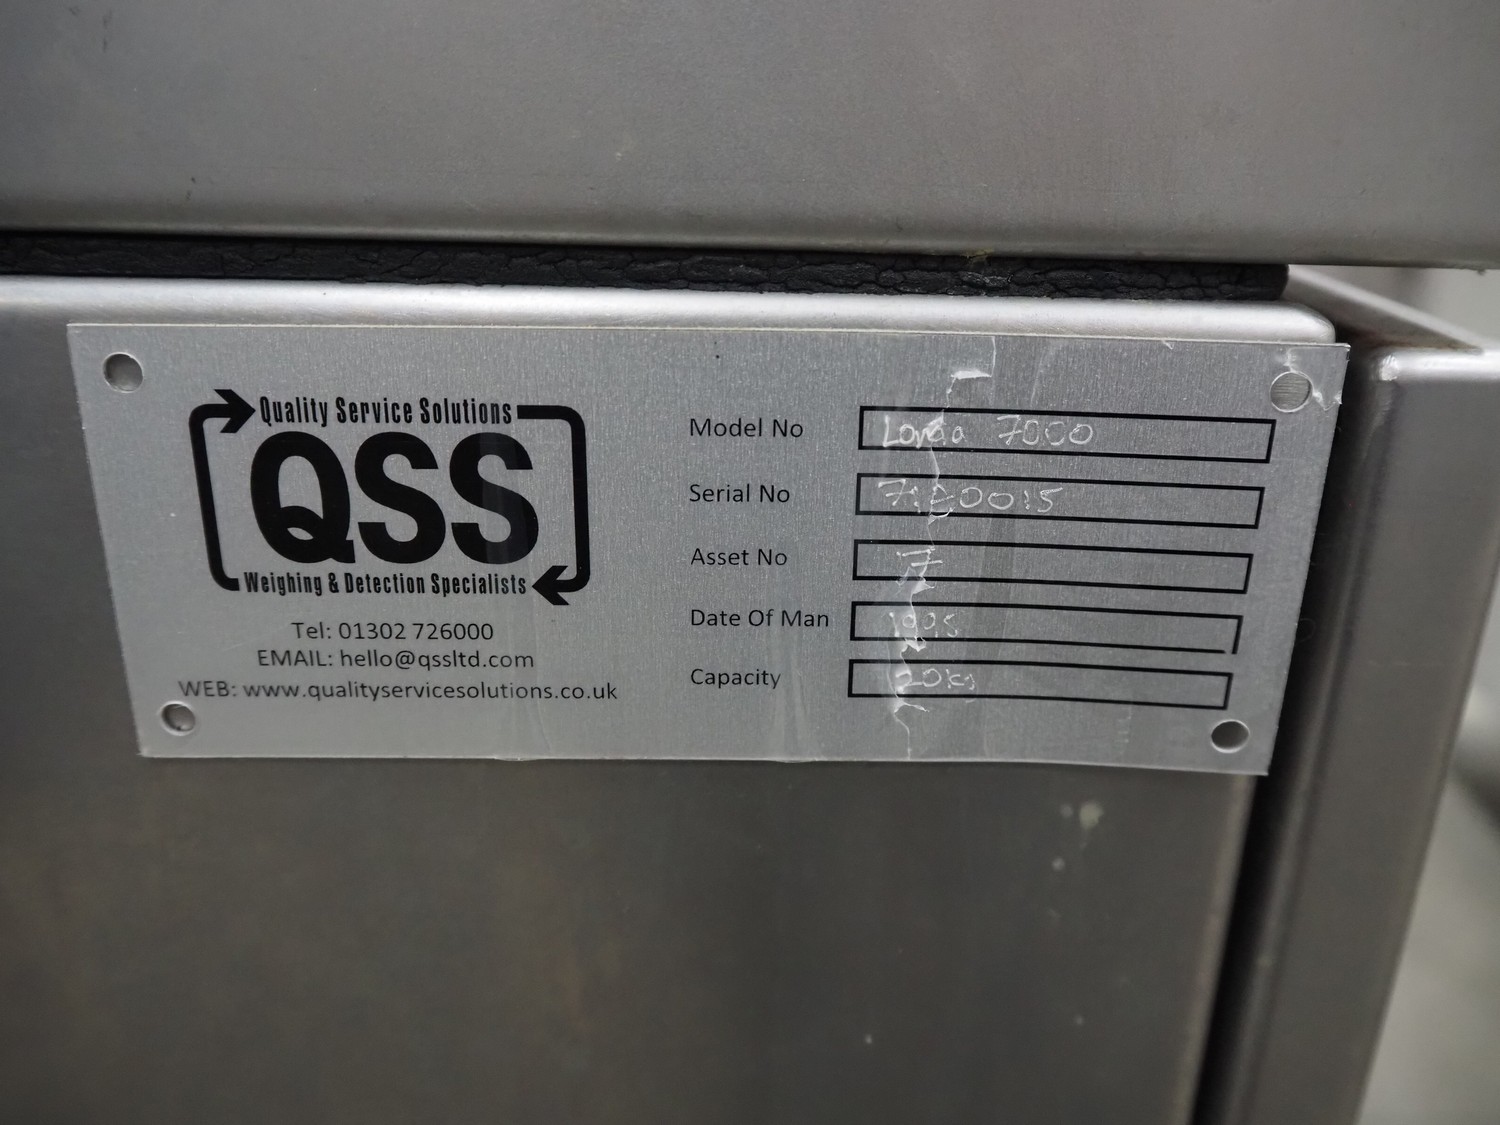 Quality Service Solutions
QSS
Weighing & Detection Specialists
Tel: 01302 726000
EMAIL: hello@qssltd.com
WEB: www.qualityservicesolutions.co.uk
Model No 7000
Serial No
Asset No
Date Of Man 1995
Capacity